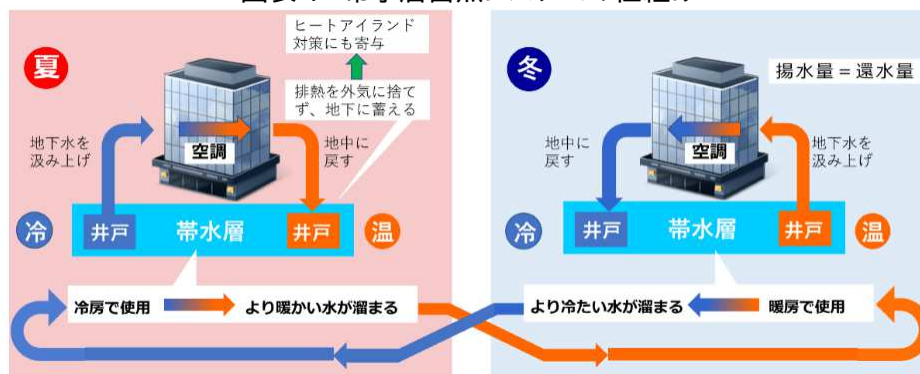 夏
ヒートアイランド
対策にも寄与
排熱を外気に捨て
ず、地下に蓄える
地下水を
汲み上げ
空調
地中に
戻す
冷
井戸
帯水層
井戸
温
冷房で使用
より暖かい水が溜まる
冬
揚水量＝還水量
地中に
戻す
空調
地下水を
汲み上げ
冷
井戸
帯水層
井戸
温
より冷たい水が溜まる
暖房で使用